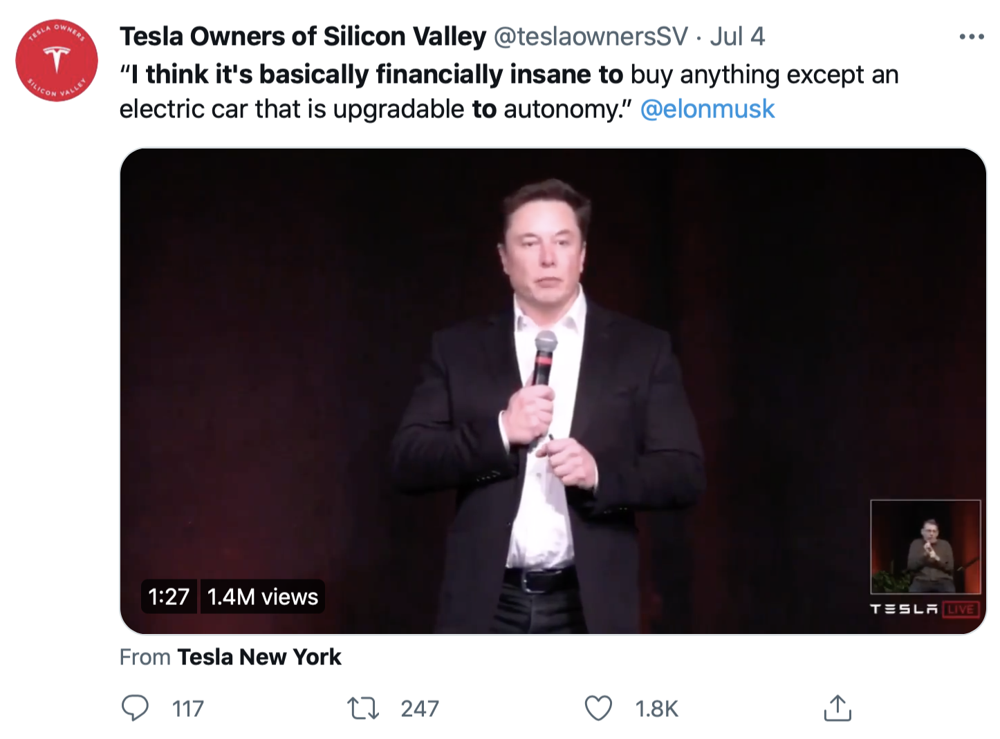 TESLA OWNERS
SILICON VALLEY
Tesla Owners of Silicon Valley @teslaownersSV · Jul 4
“I think it's basically financially insane to buy anything except an
electric car that is upgradable to autonomy.” @elonmusk
1:27 1.4M views
TESLA LIVE
From Tesla New York
117 247 1.8K